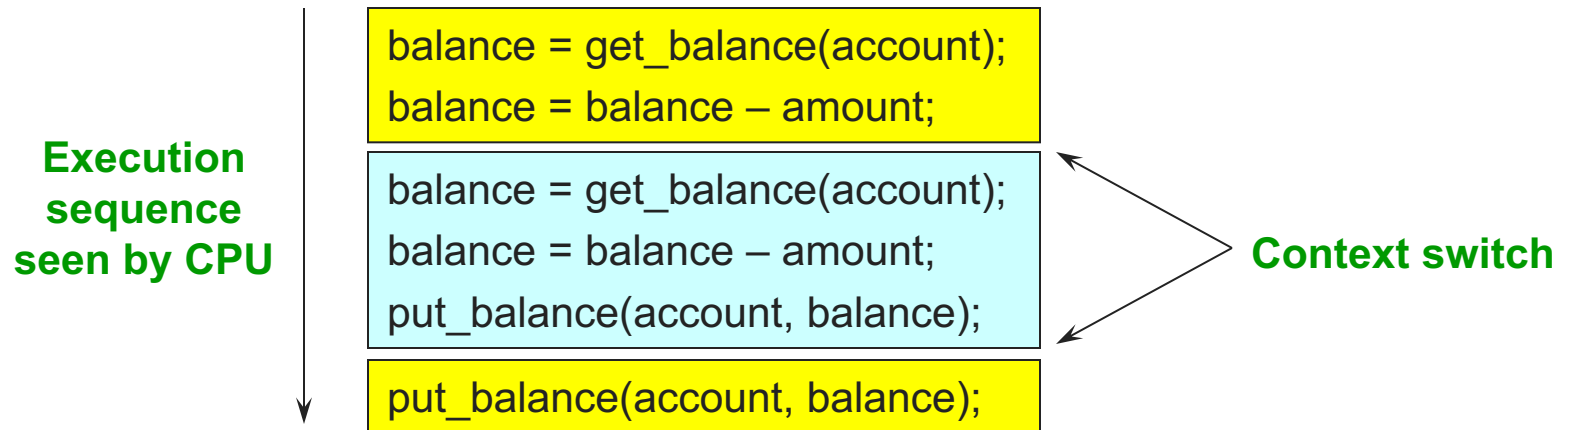 Execution
sequence
seen by CPU
balance = get_balance(account);
balance = balance – amount;
balance = get_balance(account);
balance = balance – amount;
put_balance(account, balance);
put_balance(account, balance);
Context switch